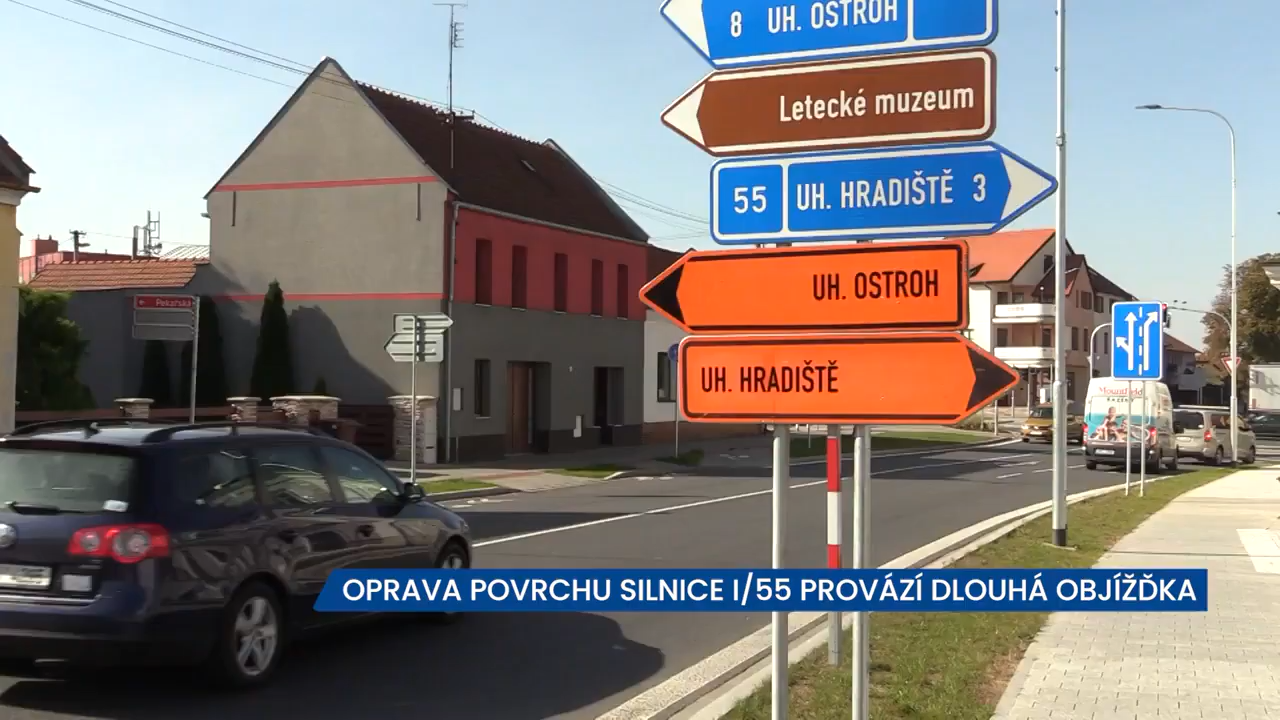 8 UH. OSTROH
Letecké muzeum
55 UH. HRADIŠTĚ 3
UH. OSTROH
UH. HRADIŠTĚ
Pekařská
Mountfield
OPRAVA POVRCHU SILNICE I/55 PROVÁZÍ DLOUHÁ OBJÍŽĎKA